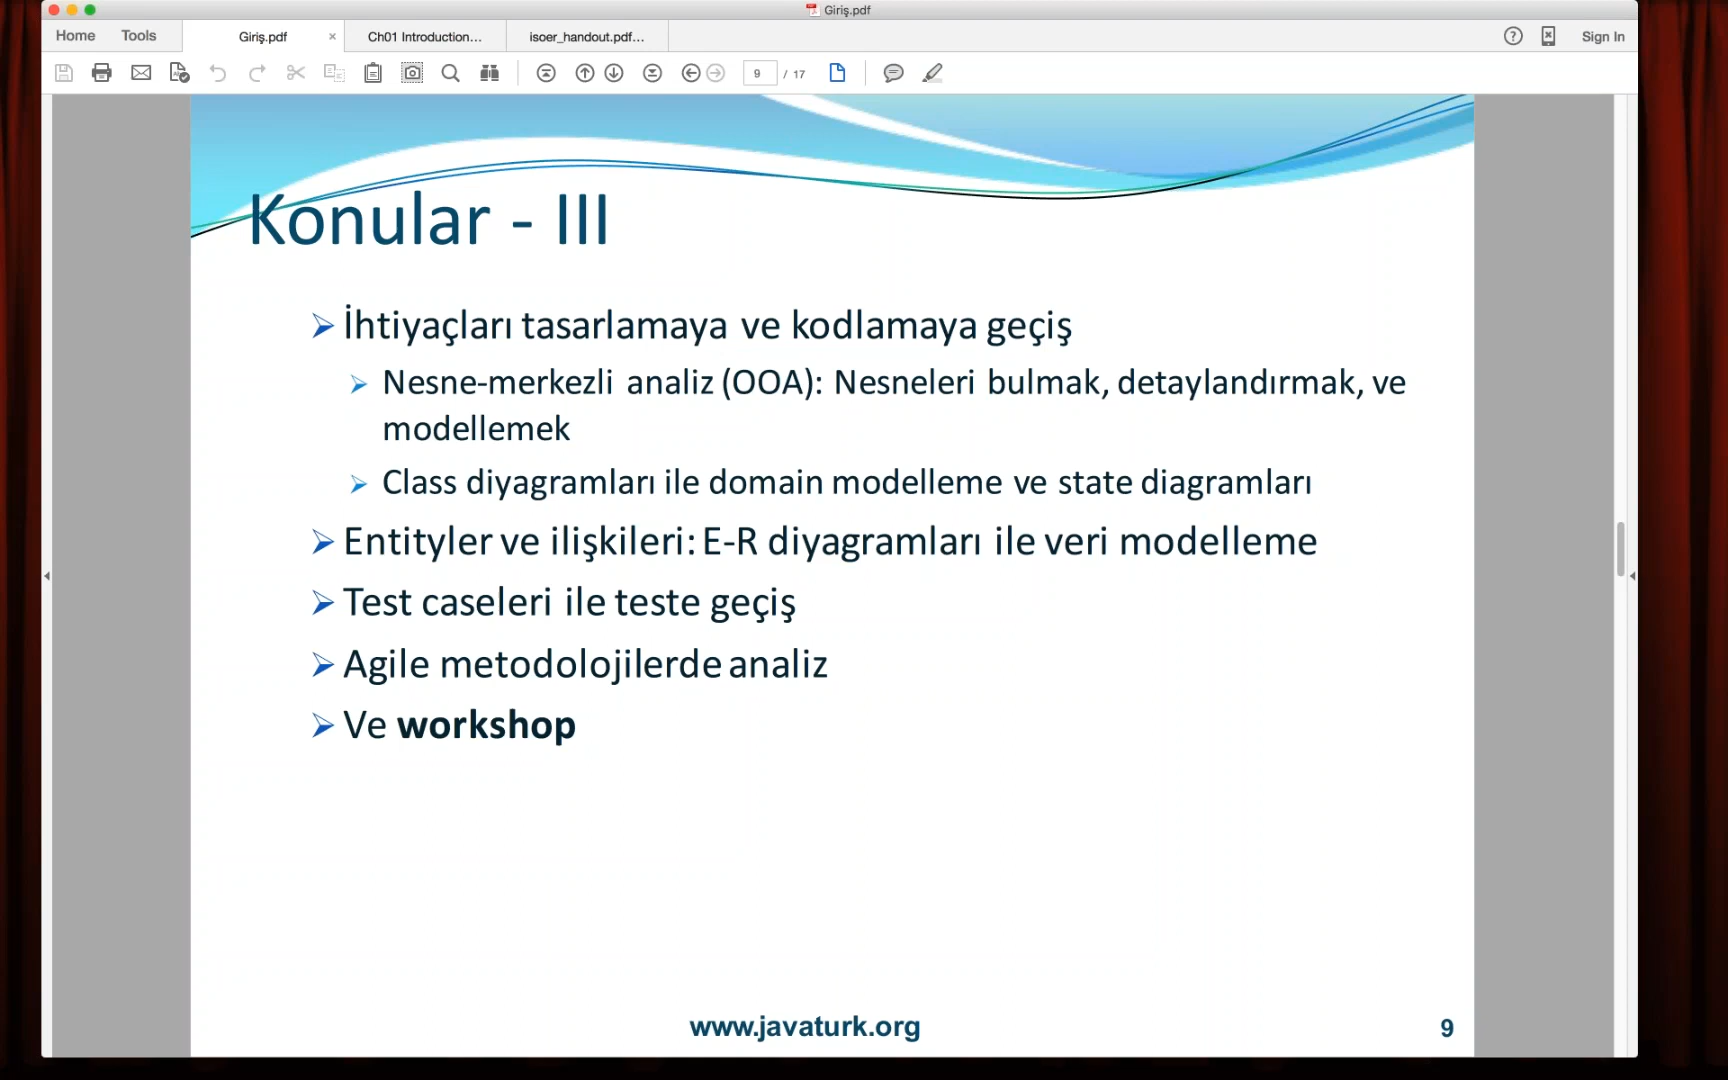 Giriş.pdf
Home Tools Giriş.pdf × Ch01 Introduction... isoer_handout.pdf... Sign In
9 / 17
Konular - III
İhtiyaçları tasarlamaya ve kodlamaya geçiş
Nesne-merkezli analiz (OOA): Nesneleri bulmak, detaylandırmak, ve
modellemek
Class diyagramları ile domain modelleme ve state diagramları
Entityler ve ilişkileri: E-R diyagramları ile veri modelleme
Test caseleri ile teste geçiş
Agile metodolojilerde analiz
Ve workshop
www.javaturk.org
9